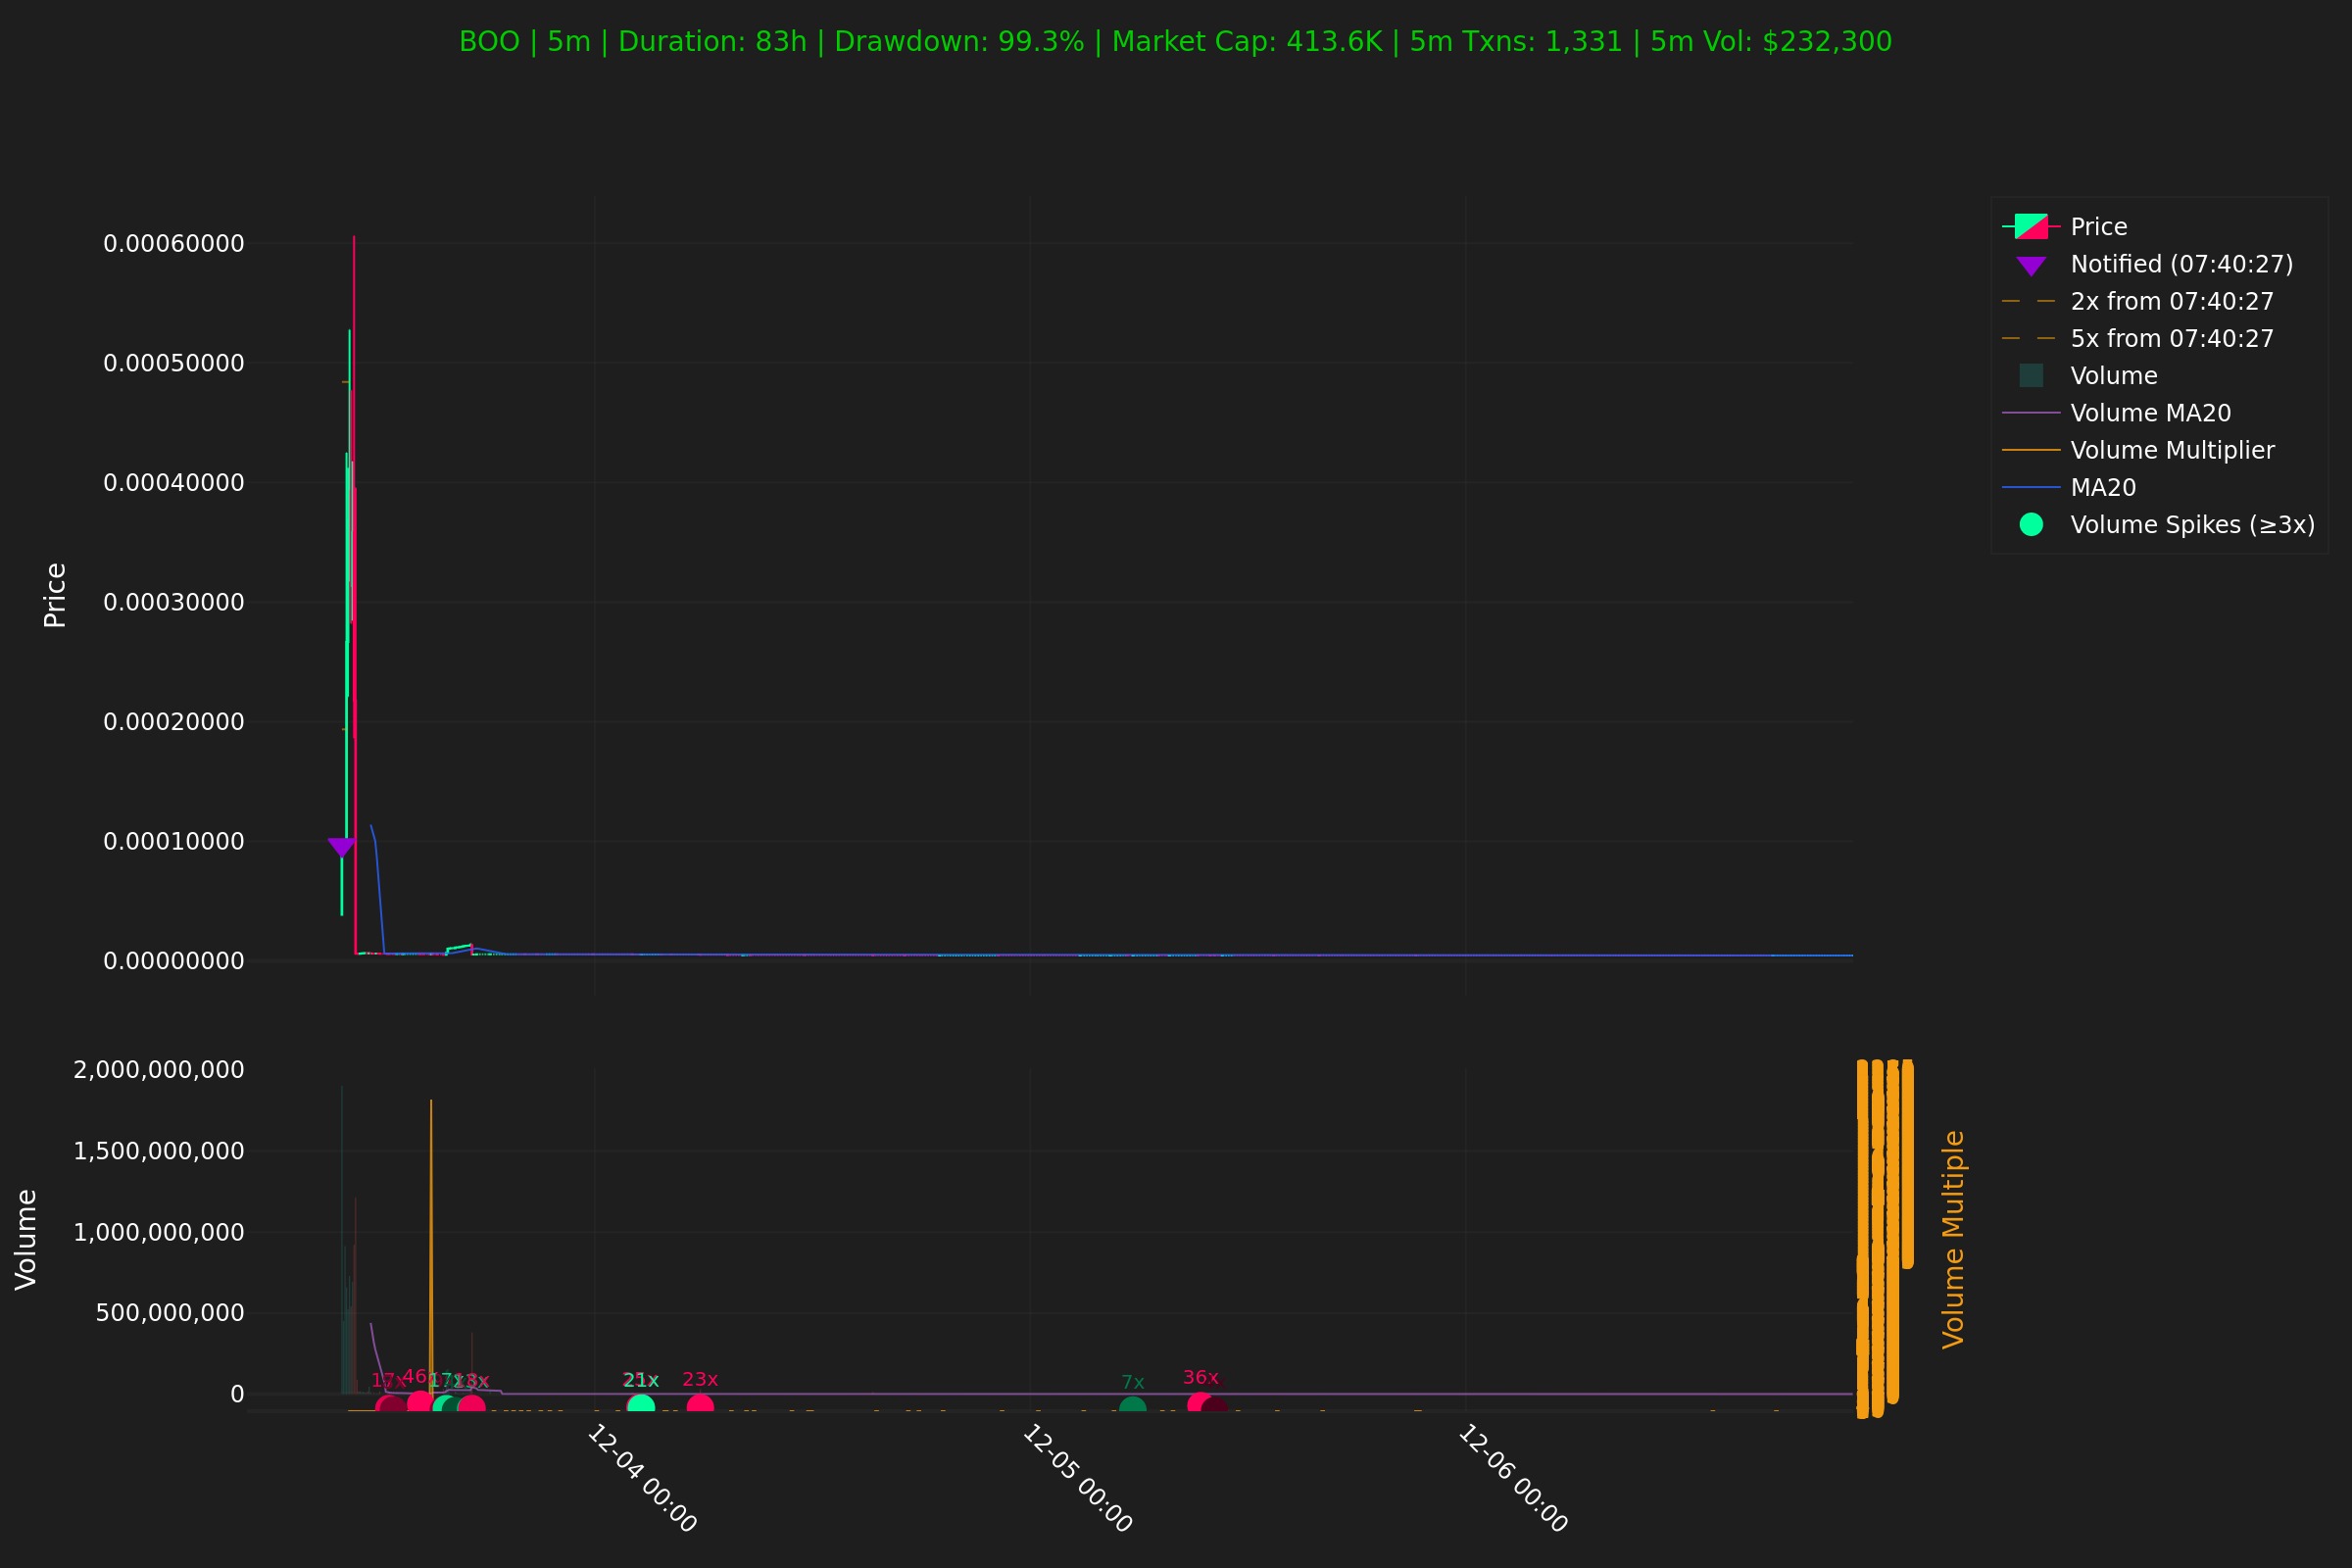 BOO | 5m | Duration: 83h | Drawdown: 99.3% | Market Cap: 413.6K | 5m Txns: 1,331 | 5m Vol: $232,300
Price
0.00060000
0.00050000
0.00040000
0.00030000
0.00020000
0.00010000
0.00000000
Price
Notified (07:40:27)
2x from 07:40:27
5x from 07:40:27
Volume
Volume MA20
Volume Multiplier
MA20
Volume Spikes (≥3x)
Volume
2,000,000,000
1,500,000,000
1,000,000,000
500,000,000
0
21x
23x
7x
36x
Volume Multiple
12-04 00:00
12-05 00:00
12-06 00:00